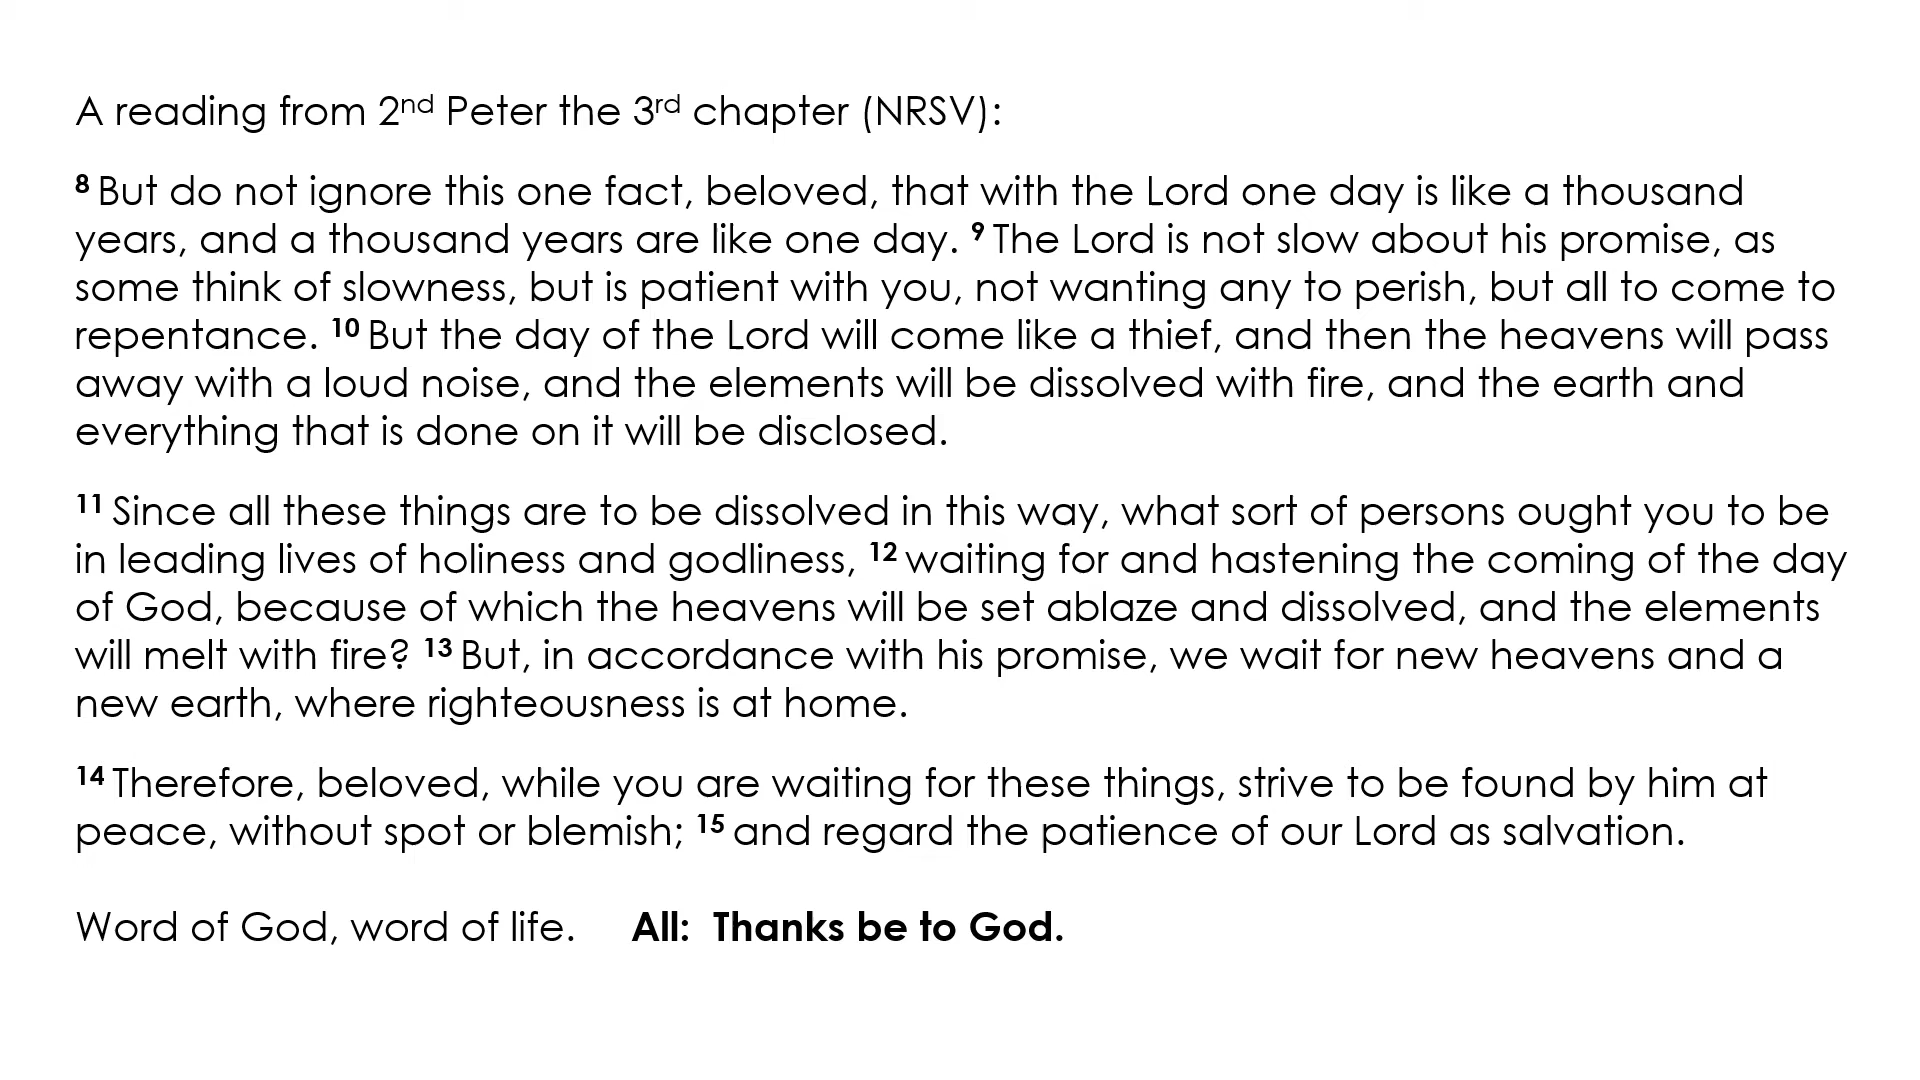 A reading from 2nd Peter the 3rd chapter (NRSV):
8 But do not ignore this one fact, beloved, that with the Lord one day is like a thousand
years, and a thousand years are like one day. 9 The Lord is not slow about his promise, as
some think of slowness, but is patient with you, not wanting any to perish, but all to come to
repentance. 10 But the day of the Lord will come like a thief, and then the heavens will pass
away with a loud noise, and the elements will be dissolved with fire, and the earth and
everything that is done on it will be disclosed.
11 Since all these things are to be dissolved in this way, what sort of persons ought you to be
in leading lives of holiness and godliness, 12 waiting for and hastening the coming of the day
of God, because of which the heavens will be set ablaze and dissolved, and the elements
will melt with fire? 13 But, in accordance with his promise, we wait for new heavens and a
new earth, where righteousness is at home.
14 Therefore, beloved, while you are waiting for these things, strive to be found by him at
peace, without spot or blemish; 15 and regard the patience of our Lord as salvation.
Word of God, word of life. All: Thanks be to God.